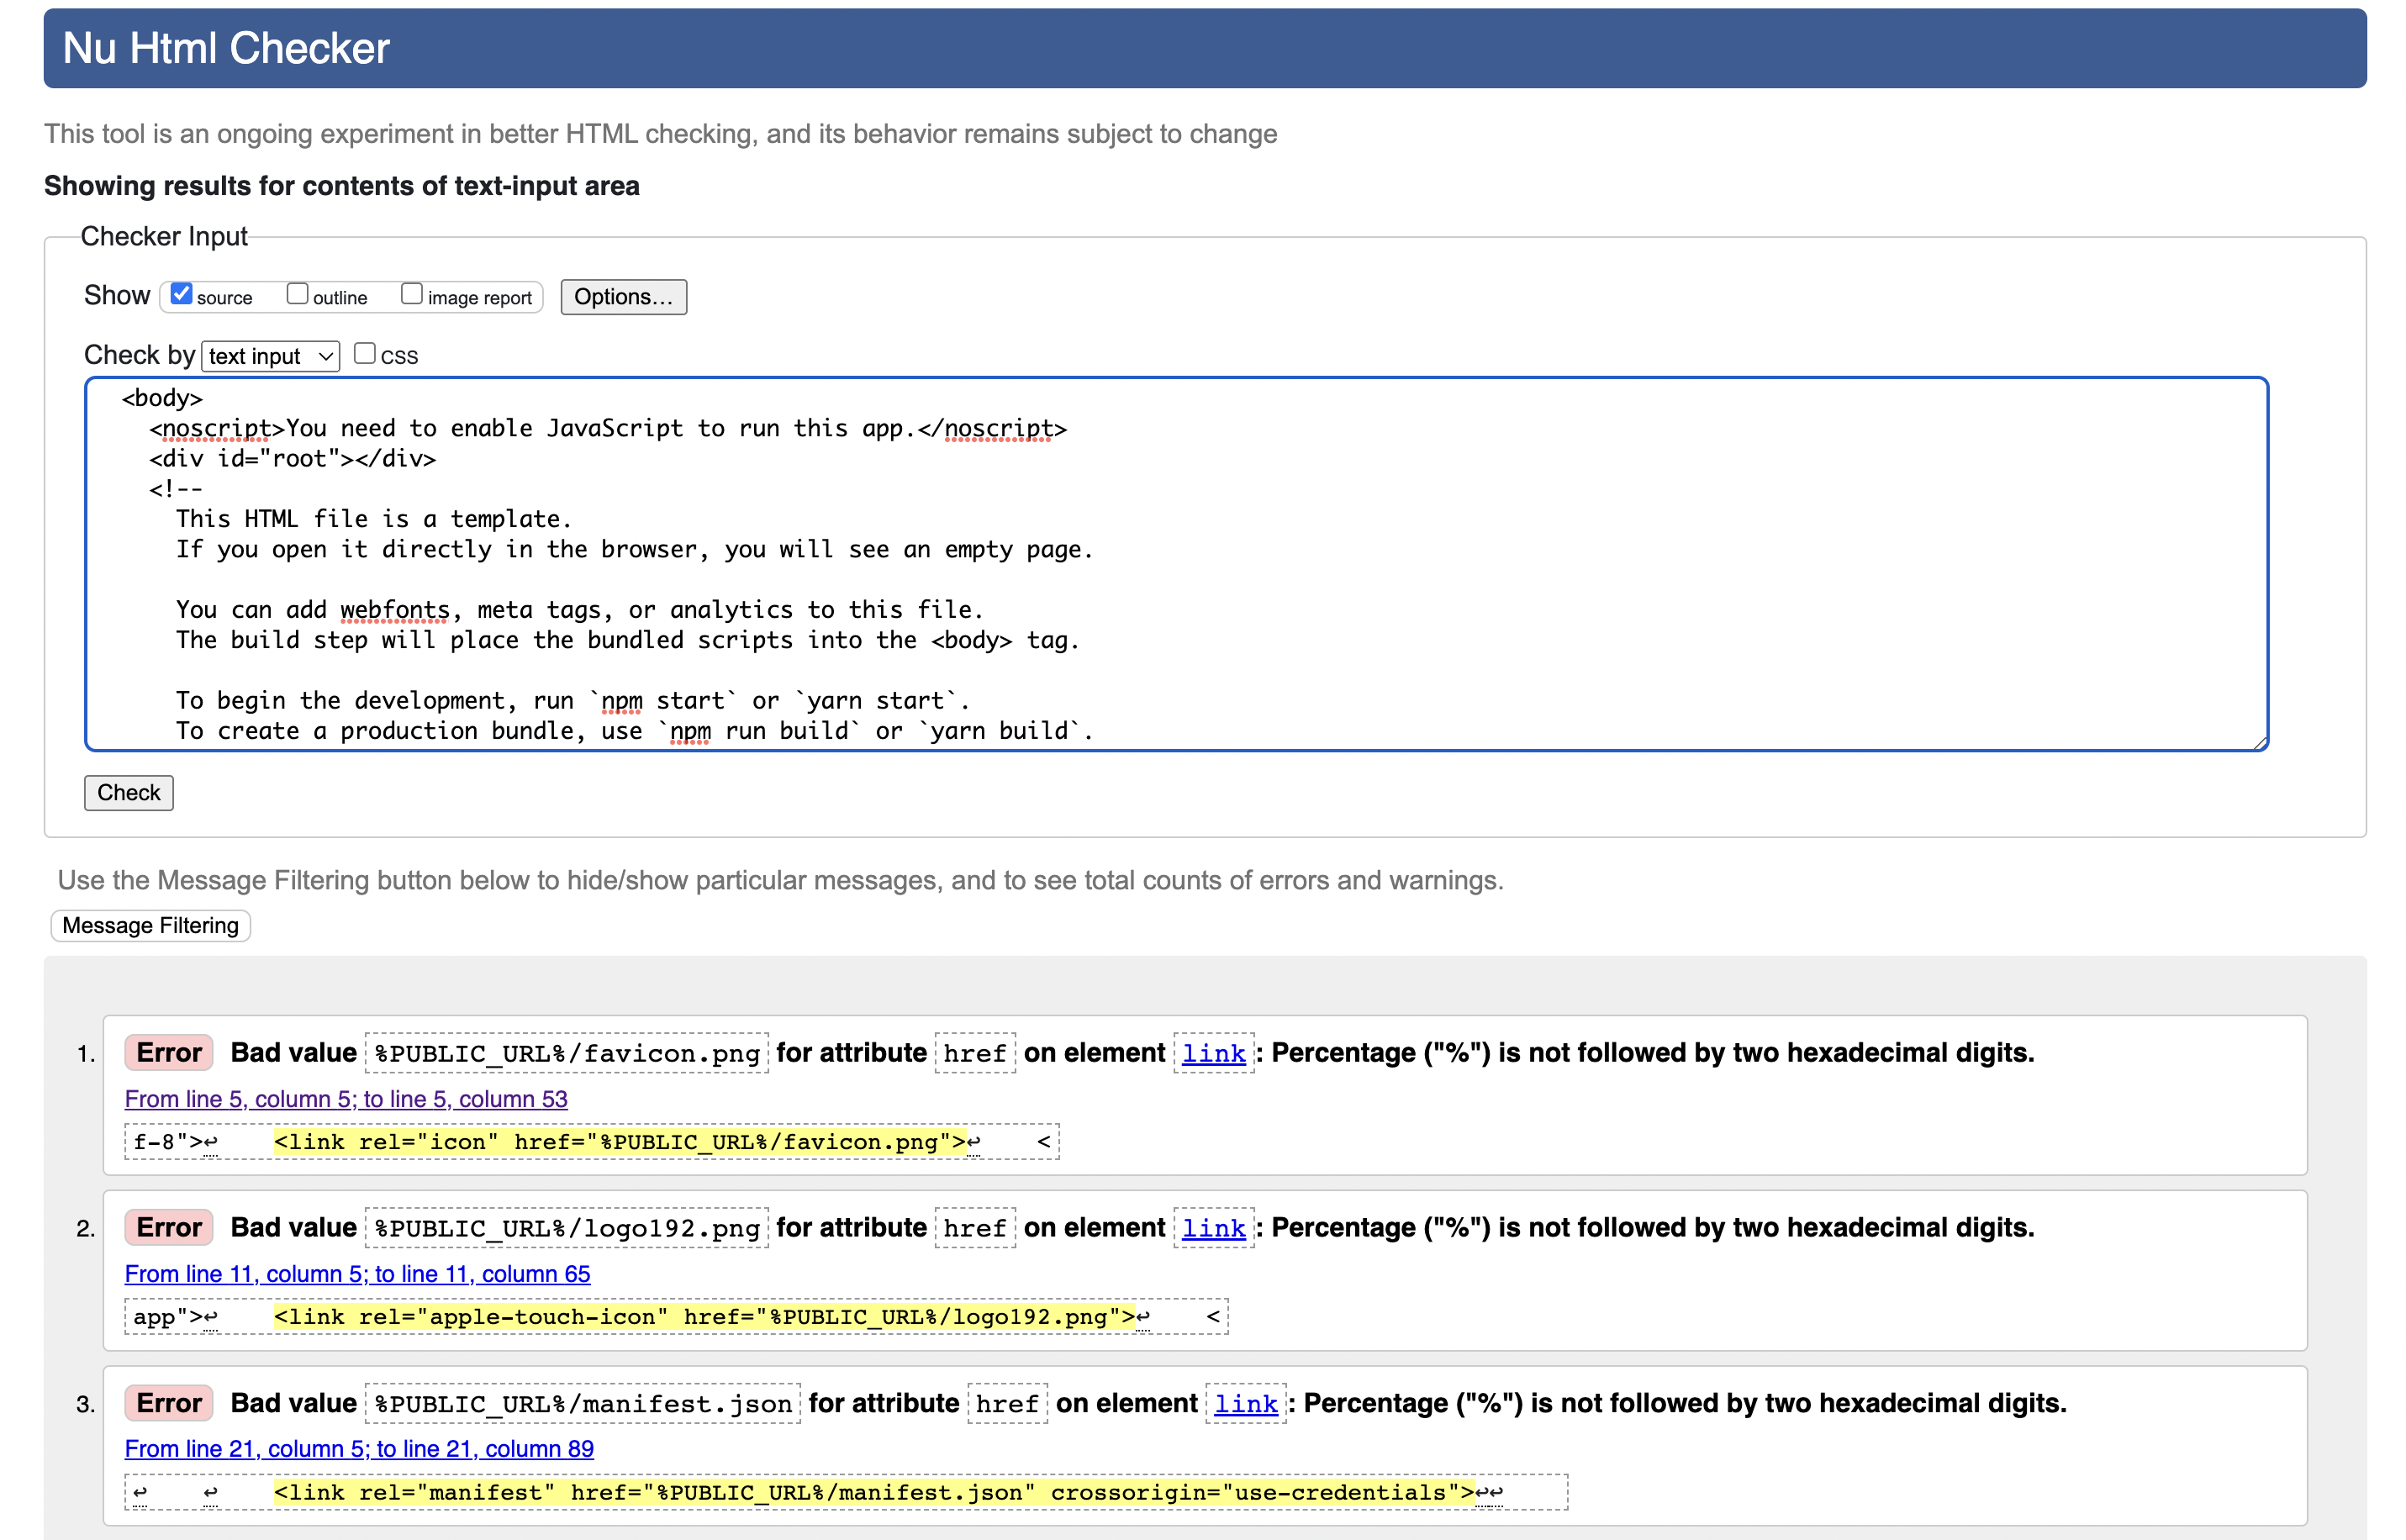 Nu Html Checker
This tool is an ongoing experiment in better HTML checking, and its behavior remains subject to change
Showing results for contents of text-input area
Checker Input
Show source outline image report Options...
Check by text input CSS
<body>
<noscript>You need to enable JavaScript to run this app.</noscript>
<div id="root"></div>
<!--
This HTML file is a template.
If you open it directly in the browser, you will see an empty page.
You can add webfonts, meta tags, or analytics to this file.
The build step will place the bundled scripts into the <body> tag.
To begin the development, run `npm start` or `yarn start`.
To create a production bundle, use `npm run build` or `yarn build`.
Check
Use the Message Filtering button below to hide/show particular messages, and to see total counts of errors and warnings.
Message Filtering
1. Error Bad value %PUBLIC_URL%/favicon.png for attribute href on element link: Percentage ("%") is not followed by two hexadecimal digits.
From line 5, column 5; to line 5, column 53
f-8">↩ <link rel="icon" href="%PUBLIC_URL%/favicon.png">↩ <
2. Error Bad value %PUBLIC_URL%/logo192.png for attribute href on element link: Percentage ("%") is not followed by two hexadecimal digits.
From line 11, column 5; to line 11, column 65
app">↩ <link rel="apple-touch-icon" href="%PUBLIC_URL%/logo192.png">↩ <
3. Error Bad value %PUBLIC_URL%/manifest.json for attribute href on element link: Percentage ("%") is not followed by two hexadecimal digits.
From line 21, column 5; to line 21, column 89
↩ ↩ <link rel="manifest" href="%PUBLIC_URL%/manifest.json" crossorigin="use-credentials">↩↩